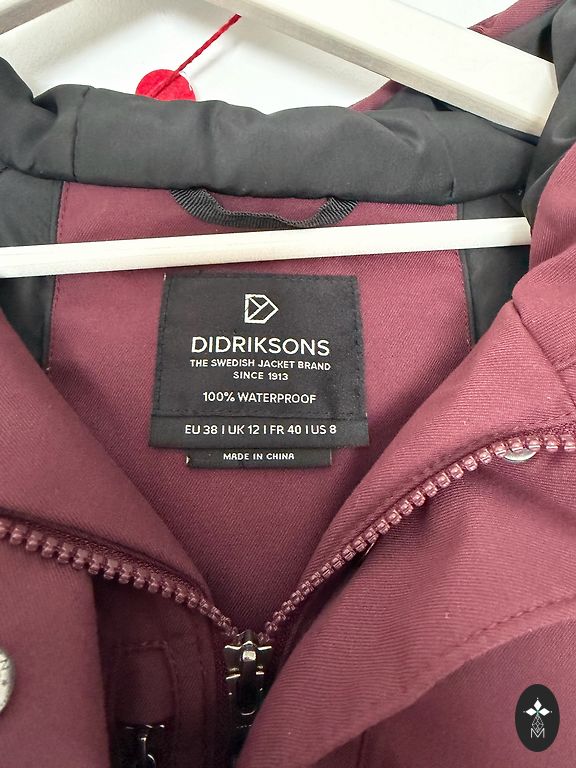 DIDRIKSONS
THE SWEDISH JACKET BRAND
SINCE 1913
100% WATERPROOF
EU 38 I UK 12 I FR 40 I US 8
MADE IN CHINA
M